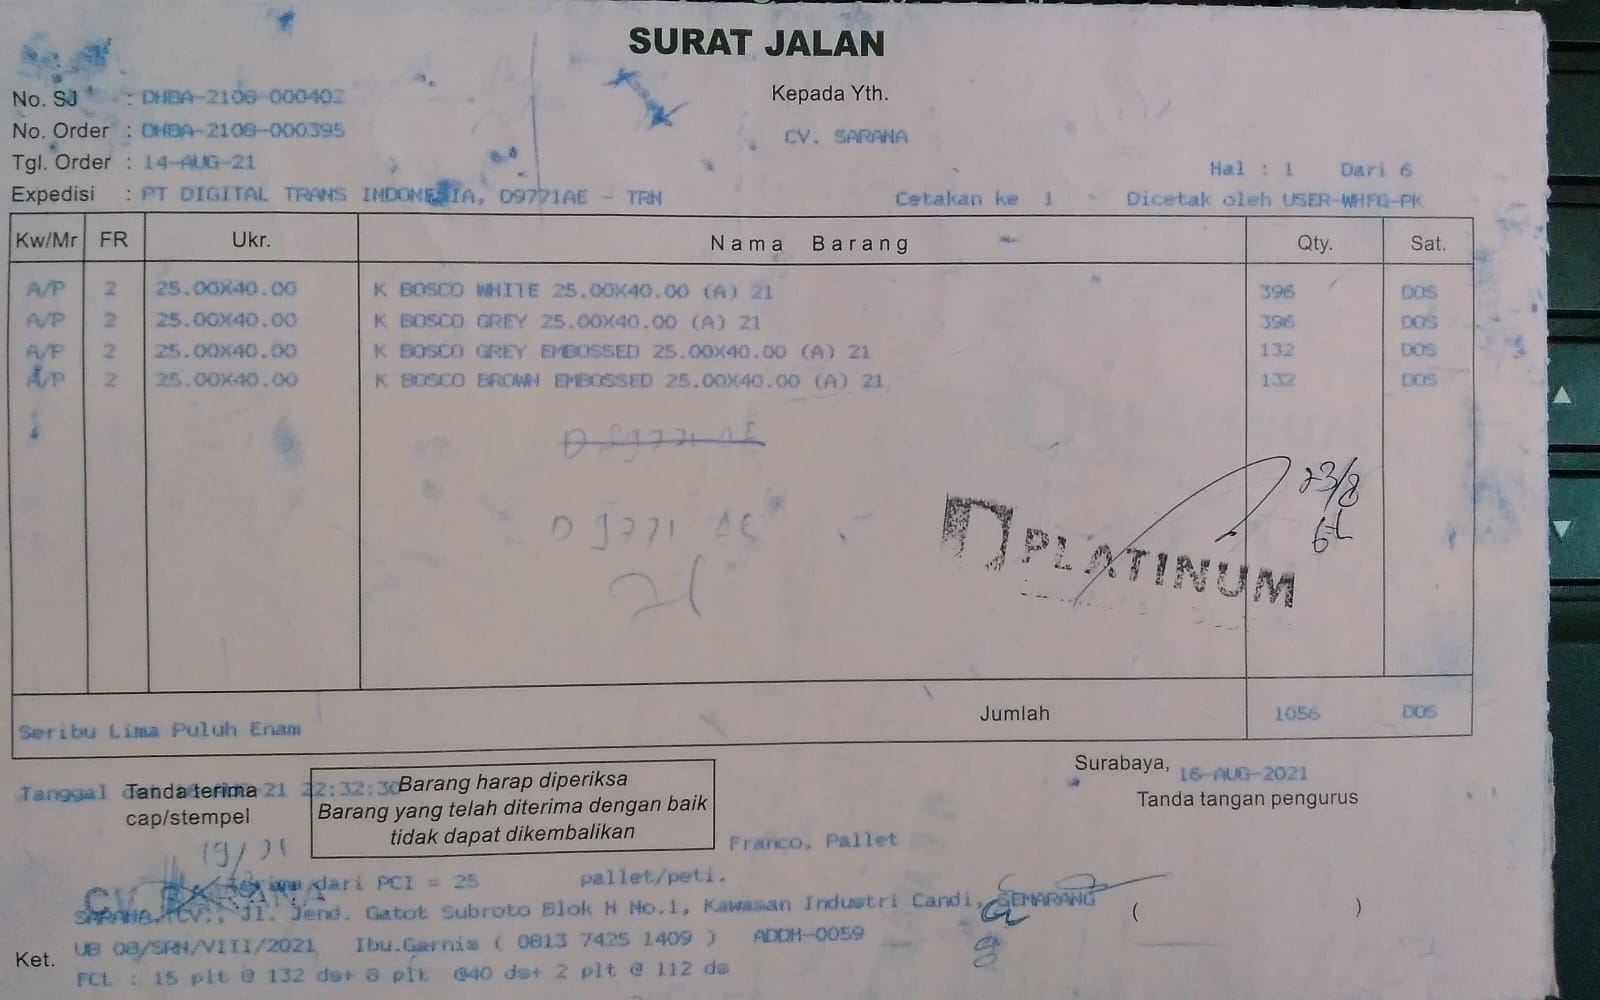 SURAT JALAN
No. SJ : DHBA-2108-000402
No. Order : DHBA-2108-000395
Tgl. Order : 14-AUG-21
Expedisi : PT DIGITAL TRANS INDONESIA, D9771AE - TRN
Kepada Yth.
CV. SARANA
Hal : 1 Dari 6
Cetakan ke 1 Dicetak oleh USER-WHFG-PK
Kw/Mr FR Ukr. Nama Barang Qty. Sat.
A/P 2 25.00X40.00 K BOSCO WHITE 25.00X40.00 (A) 21 396 DOS
A/P 2 25.00X40.00 K BOSCO GREY 25.00X40.00 (A) 21 396 DOS
A/P 2 25.00X40.00 K BOSCO GREY EMBOSSED 25.00X40.00 (A) 21 132 DOS
A/P 2 25.00X40.00 K BOSCO BROWN EMBOSSED 25.00X40.00 (A) 21 132 DOS
D 9771 AE
23/8
PLATINUM
Jumlah 1056 DOS
Seribu Lima Puluh Enam
Surabaya, 16-AUG-2021
Tanda tangan pengurus
Tanggal 21 22:32:30
Tanda terima
cap/stempel
Barang harap diperiksa
Barang yang telah diterima dengan baik
tidak dapat dikembalikan
Franco, Pallet
dari PCI = 25 pallet/peti.
CV. SARANA
SARANA, (CV., Jl. Jend. Gatot Subroto Blok H No.1, Kawasan Industri Candi, SEMARANG
( )
Ket. UB 08/SRN/VIII/2021 Ibu.Garnis ( 0813 7425 1409 ) ADDH-0059
FCL : 15 plt @ 132 ds+ 8 plt @40 ds+ 2 plt @ 112 ds